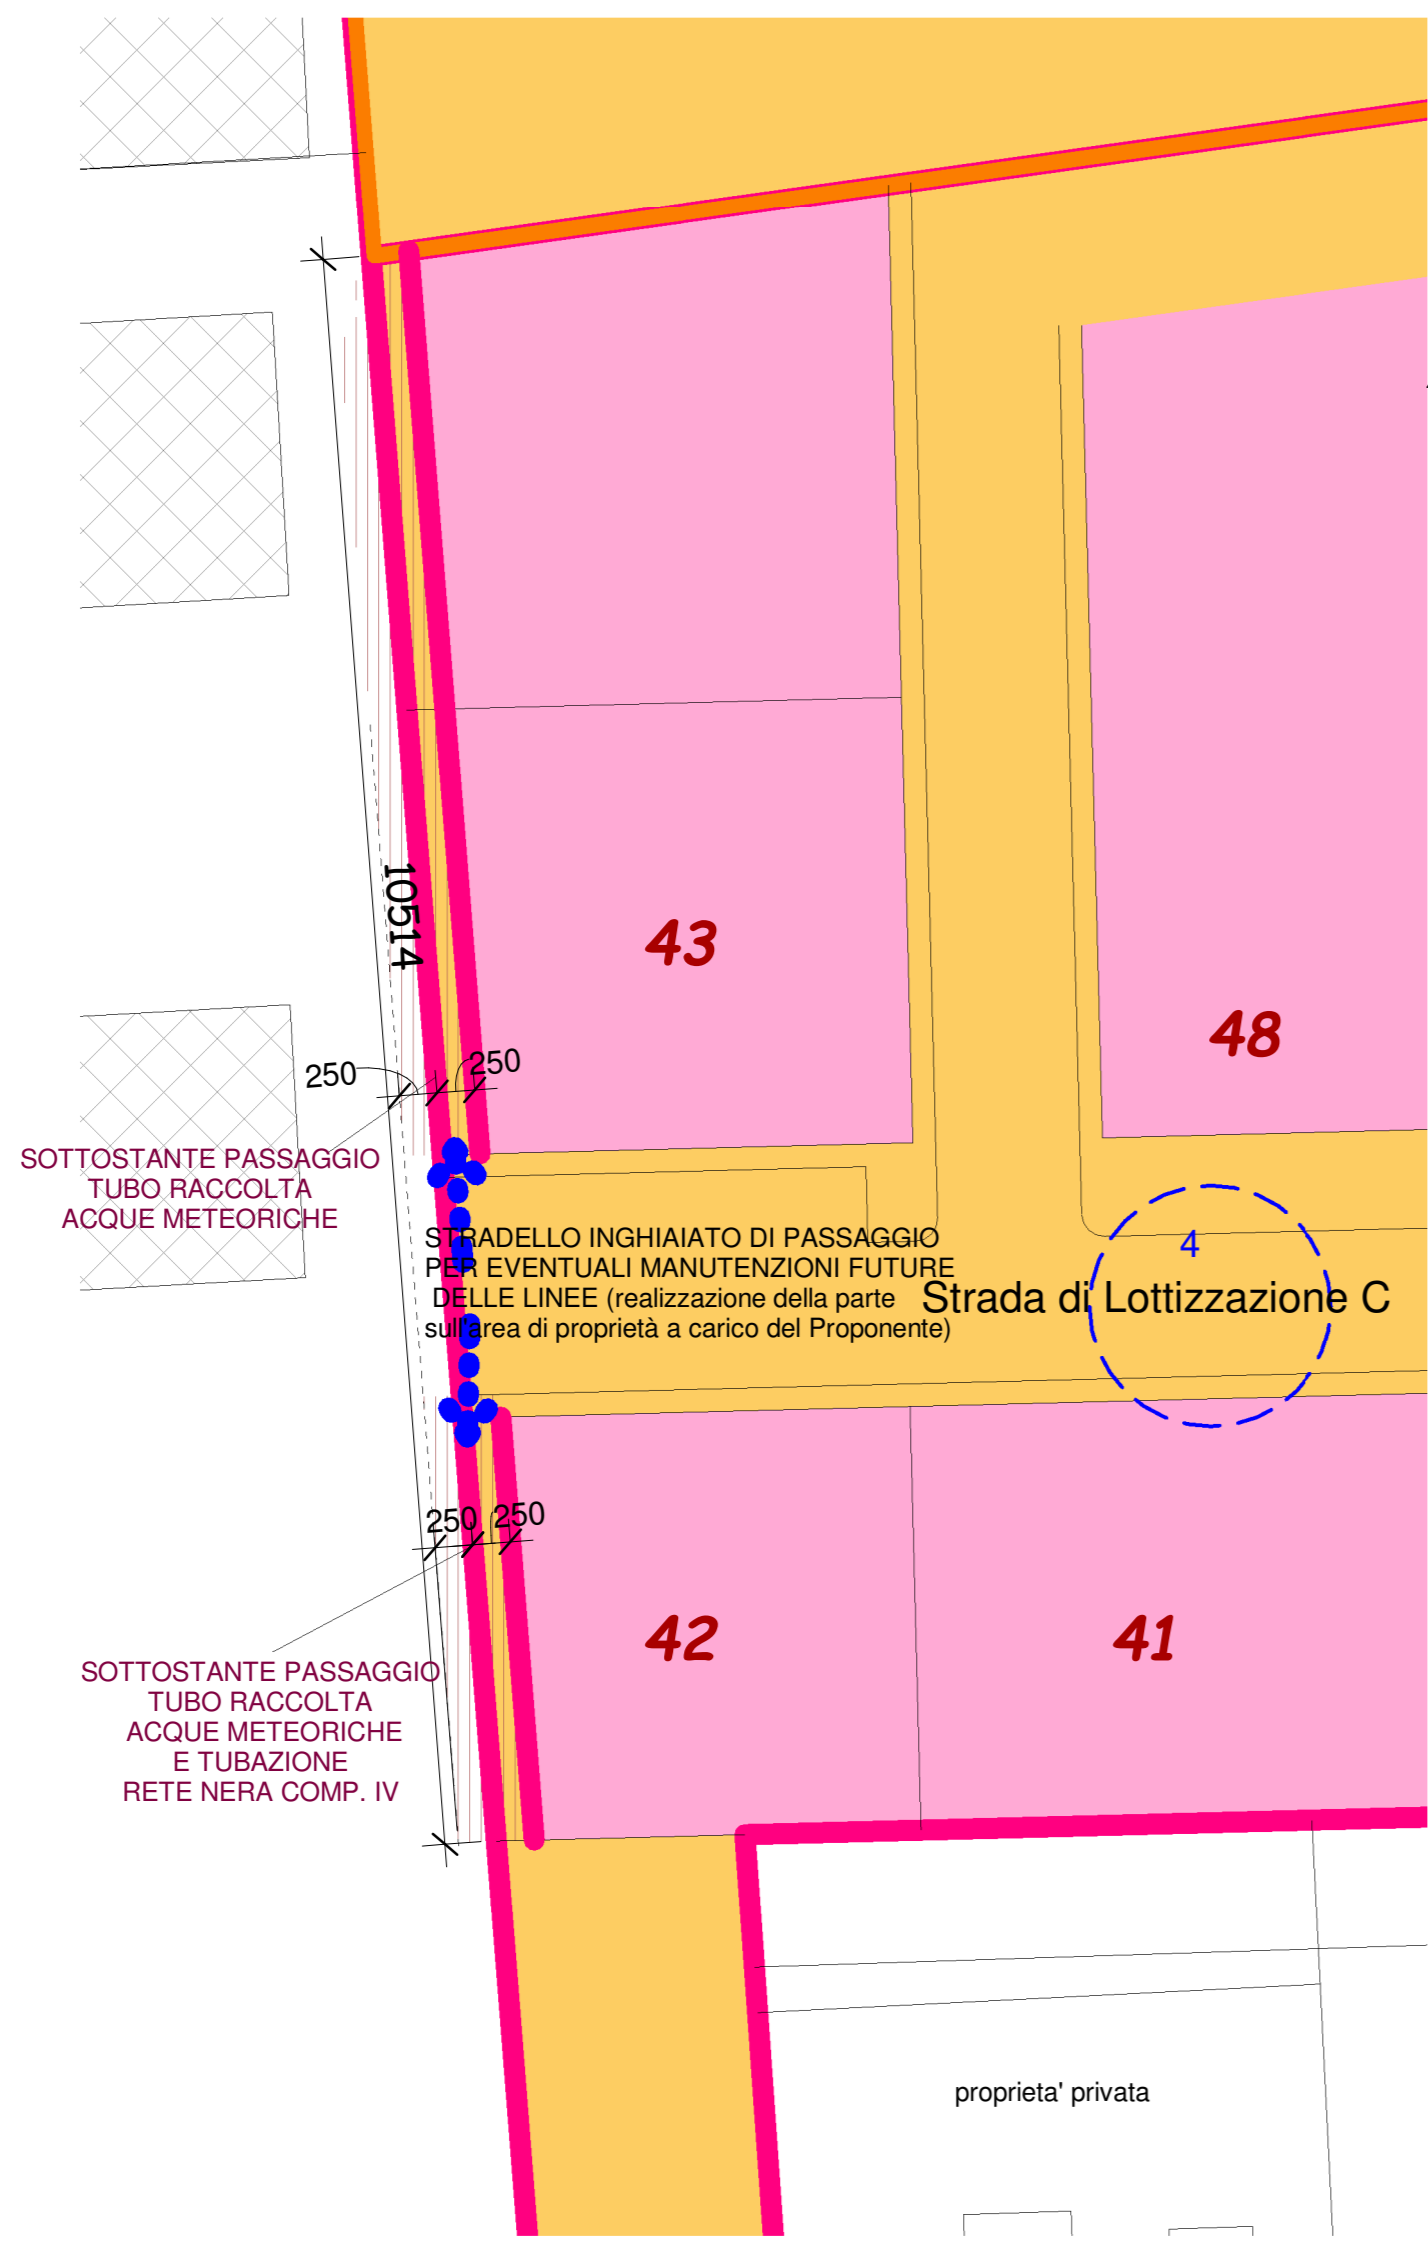 10514
43
48
250
250
SOTTOSTANTE PASSAGGIO
TUBO RACCOLTA
ACQUE METEORICHE
STRADELLO INGHIAIATO DI PASSAGGIO
PER EVENTUALI MANUTENZIONI FUTURE
DELLE LINEE (realizzazione della parte
sull'area di proprietà a carico del Proponente)
4
Strada di Lottizzazione C
250
250
42
41
SOTTOSTANTE PASSAGGIO
TUBO RACCOLTA
ACQUE METEORICHE
E TUBAZIONE
RETE NERA COMP. IV
proprieta' privata